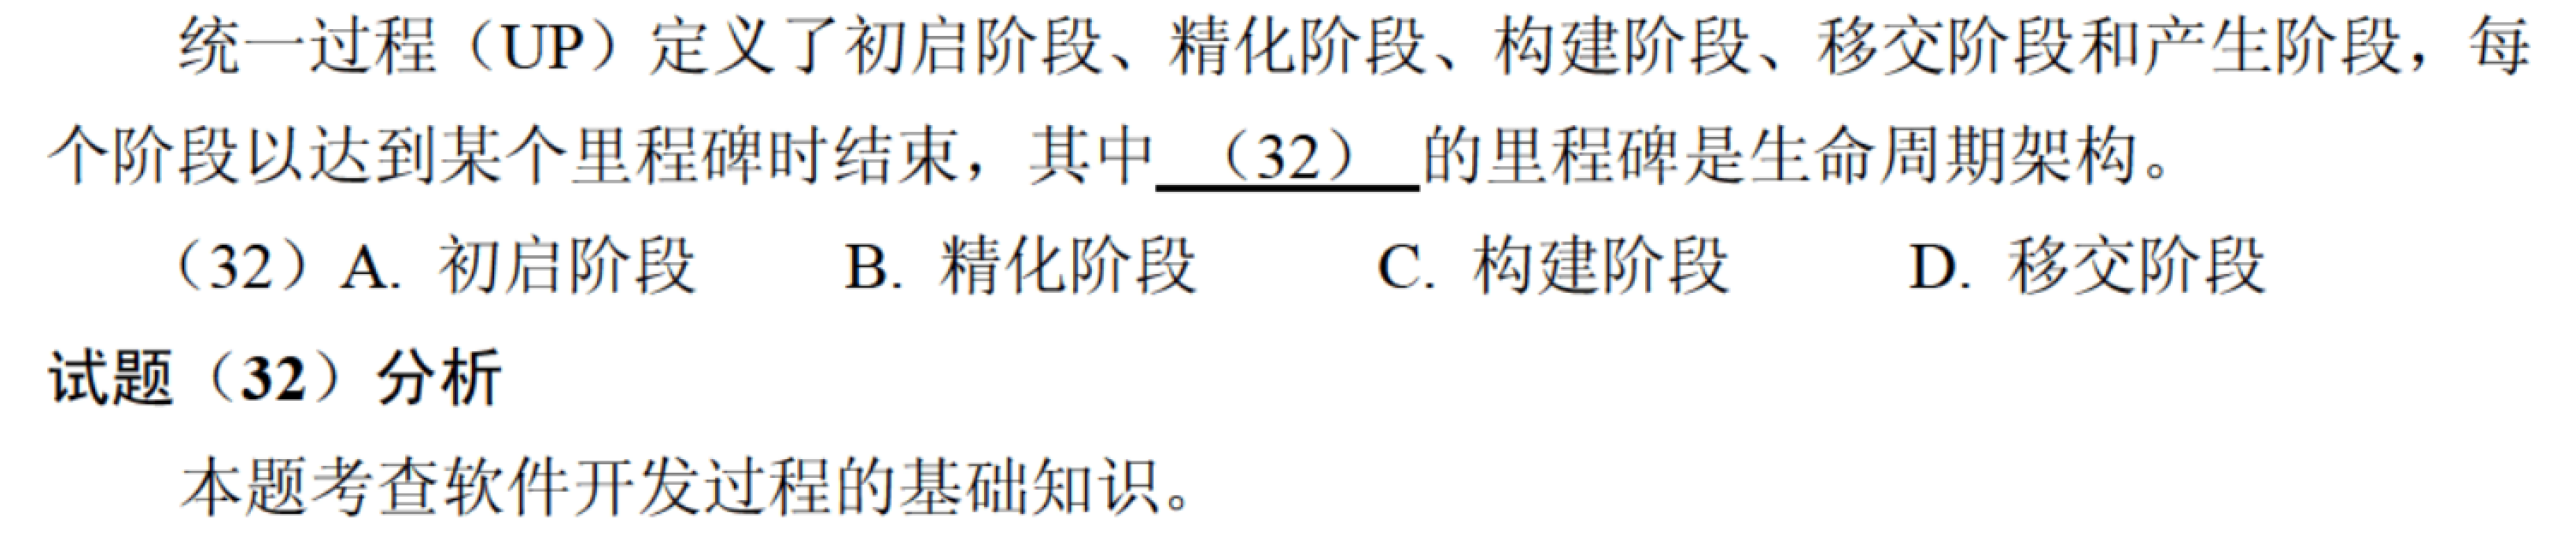 统一过程（UP）定义了初启阶段、精化阶段、构建阶段、移交阶段和产生阶段，每
个阶段以达到某个里程碑时结束，其中 （32） 的里程碑是生命周期架构。
（32）A. 初启阶段 B. 精化阶段 C. 构建阶段 D. 移交阶段
试题（32）分析
本题考查软件开发过程的基础知识。